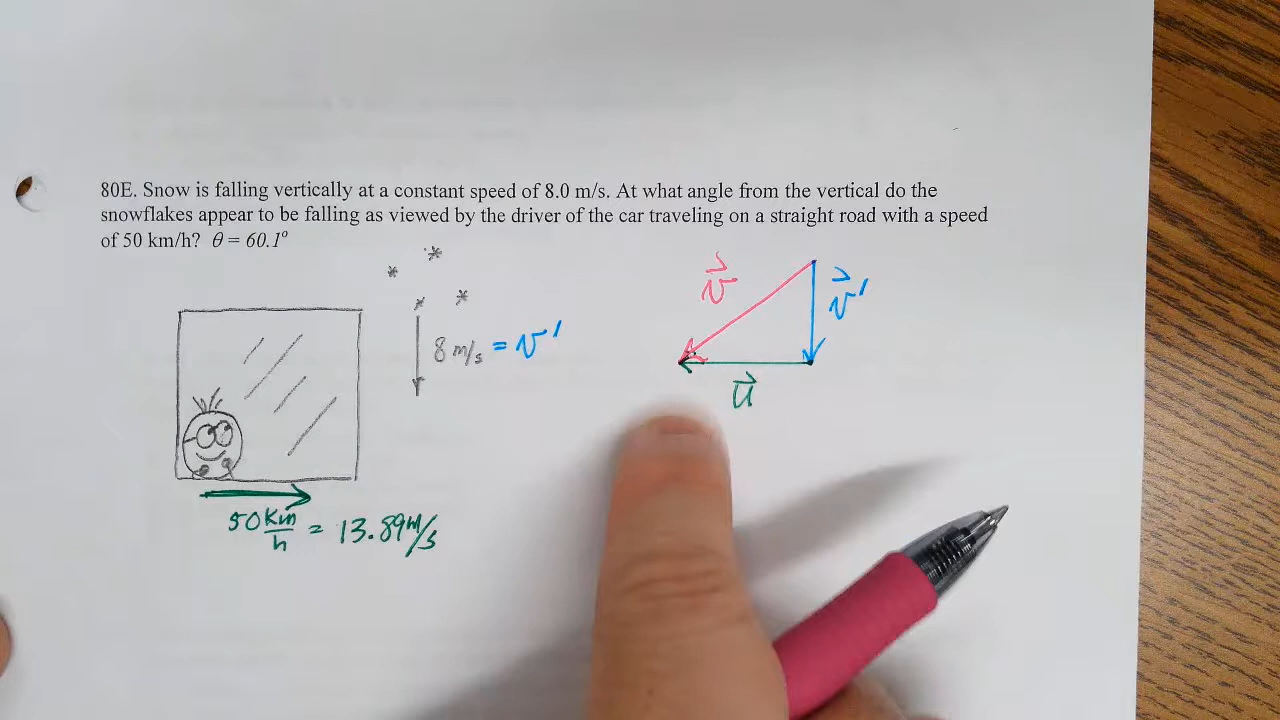 80E. Snow is falling vertically at a constant speed of 8.0 m/s. At what angle from the vertical do the
snowflakes appear to be falling as viewed by the driver of the car traveling on a straight road with a speed
of 50 km/h? θ = 60.1°
8 m/s = v'
v⃗
v⃗'
u⃗
50 km/h = 13.89 m/s